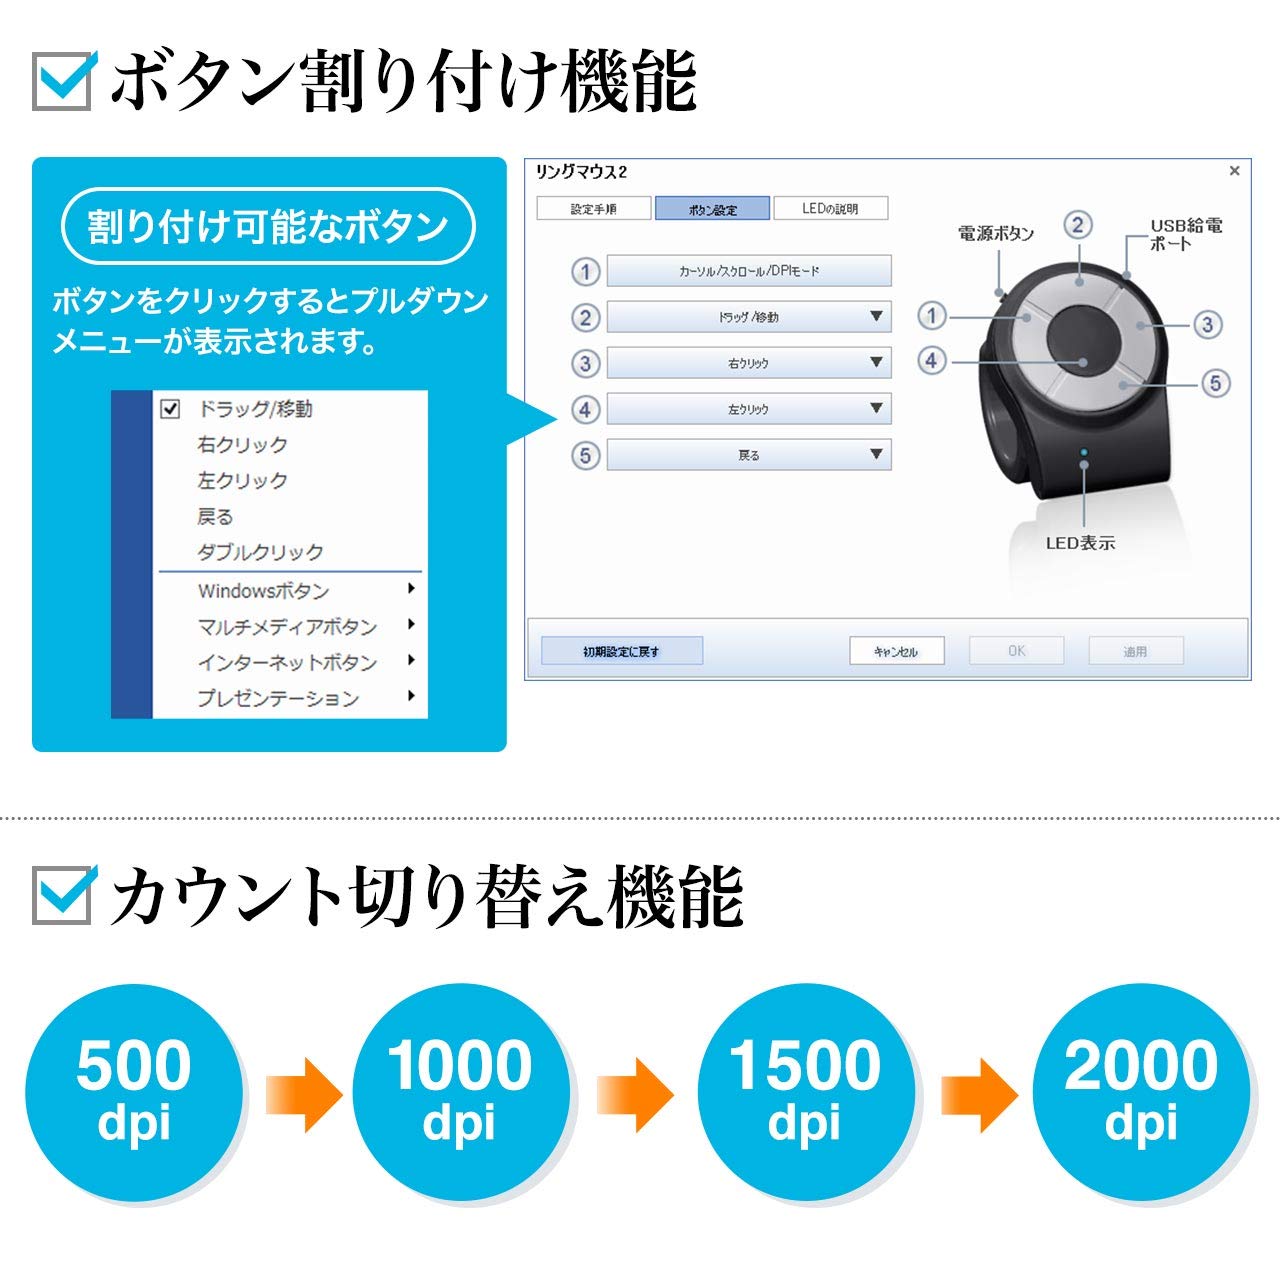 ボタン割り付け機能
割り付け可能なボタン
ボタンをクリックするとプルダウン
メニューが表示されます。
ドラッグ/移動
右クリック
左クリック
戻る
ダブルクリック
Windowsボタン
マルチメディアボタン
インターネットボタン
プレゼンテーション
リングマウス2
×
設定手順
ボタン設定
LEDの説明
① カーソル/スクロール/DPIモード
② ドラッグ/移動
③ 右クリック
④ 左クリック
⑤ 戻る
電源ボタン
②
USB給電
ポート
①
③
④
⑤
LED表示
初期設定に戻す
キャンセル
OK
適用
カウント切り替え機能
500
dpi
1000
dpi
1500
dpi
2000
dpi